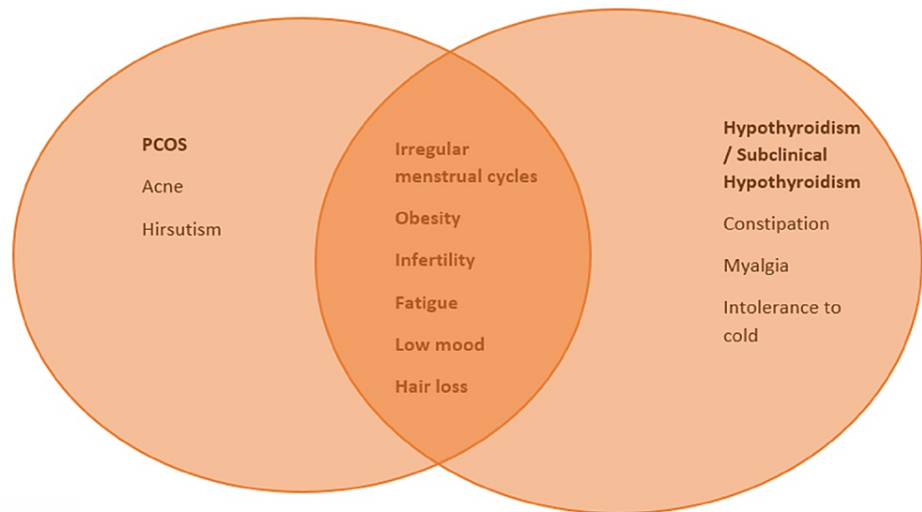 PCOS
Acne
Hirsutism
Irregular
menstrual cycles
Obesity
Infertility
Fatigue
Low mood
Hair loss
Hypothyroidism
/ Subclinical
Hypothyroidism
Constipation
Myalgia
Intolerance to
cold